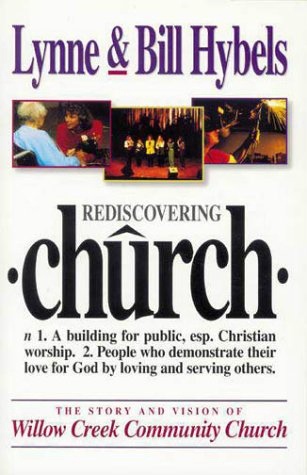 Lynne & Bill Hybels
REDISCOVERING
·chûrch·
n 1. A building for public, esp. Christian
worship. 2. People who demonstrate their
love for God by loving and serving others.
THE STORY AND VISION OF
Willow Creek Community Church